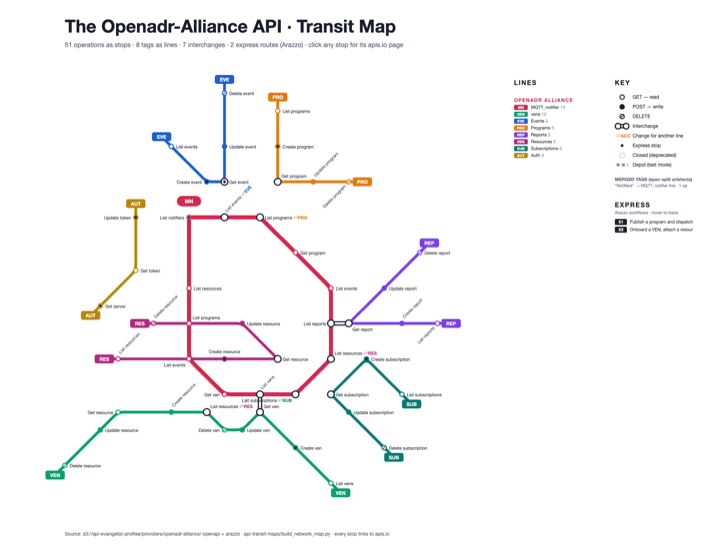 The Openadr-Alliance API · Transit Map
51 operations as stops · 8 tags as lines · 7 interchanges · 2 express routes (Arazzo) · click any stop for its apis.io page
EVE
Delete event
PRO
List programs
EVE
List events
Update event
Create program
Update program
Create event
Get event
Get program
PRO
Delete program
List events ⇄EVE
AUT
MN
Update token
List notifiers
List programs ⇄PRO
Get program
REP
Delete report
Get token
List resources
List events
Update report
Delete resource
Create report
Get server
AUT
RES
List programs
Update resource
List reports
Get report
REP
List reports
List resources
RES
Create resource
Get resource
List events
List resources ⇄RES
Create subscription
List vens
Create resource
Get ven
List subscriptions ⇄SUB
Get subscription
List subscriptions
SUB
List resources ⇄RES
Get ven
Get resource
Update subscription
Update resource
Delete ven
Update ven
Create ven
Delete subscription
SUB
Delete resource
VEN
List vens
VEN
LINES
OPENADR ALLIANCE
MN MQTT_notifier 13
VEN vens 10
EVE Events
PRO Programs
REP Reports
RES Resources
SUB Subscriptions
AUT Auth
KEY
GET — read
POST — write
DELETE
Interchange
Change for another line
Express stop
Closed (deprecated)
Depot (test mode)
MERGED TAGS (spec-split artefacts)
"Notifiers" → MQTT_notifier · 1 op
EXPRESS
Arazzo workflows · hover to trace
X1 Publish a program and dispatch
X2 Onboard a VEN, attach a resour
Source: s3://api-evangelist-profiles/providers/openadr-alliance/ openapi + arazzo · api-transit-maps/build_network_map.py · every stop links to apis.io